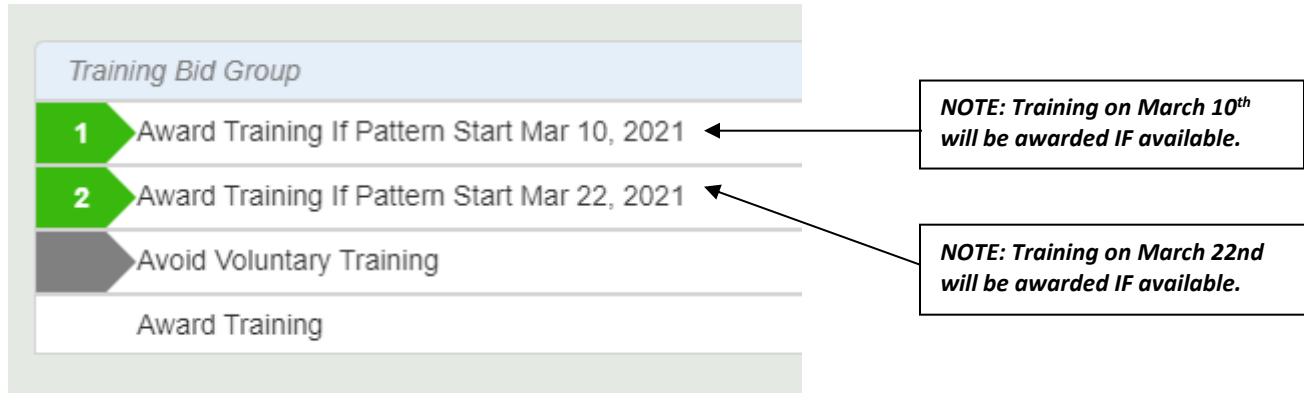 Training Bid Group
1 Award Training If Pattern Start Mar 10, 2021
NOTE: Training on March 10th
will be awarded IF available.
2 Award Training If Pattern Start Mar 22, 2021
Avoid Voluntary Training
NOTE: Training on March 22nd
will be awarded IF available.
Award Training